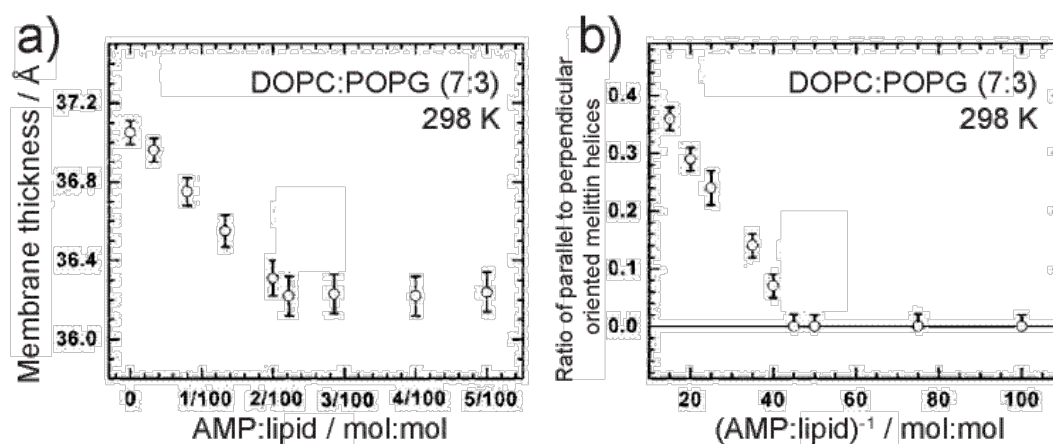 a)
Membrane thickness / Å
37.2
36.8
36.4
36.0
DOPC:POPG (7:3)
298 K
0 1/100 2/100 3/100 4/100 5/100
AMP:lipid / mol:mol
b)
Ratio of parallel to perpendicular
oriented melittin helices
0.4
0.3
0.2
0.1
0.0
DOPC:POPG (7:3)
298 K
20 40 60 80 100
(AMP:lipid)⁻¹ / mol:mol